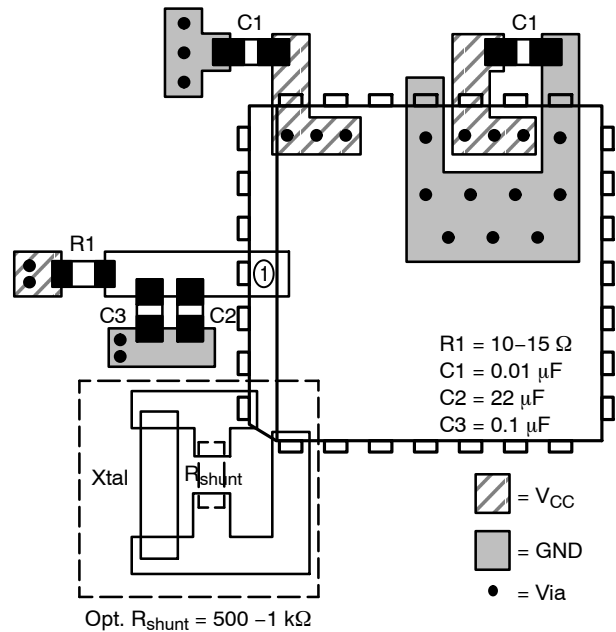 C1
C1
R1
1
C3
C2
R1 = 10–15 Ω
C1 = 0.01 μF
C2 = 22 μF
C3 = 0.1 μF
Xtal
Rshunt
= VCC
= GND
= Via
Opt. Rshunt = 500 –1 kΩ